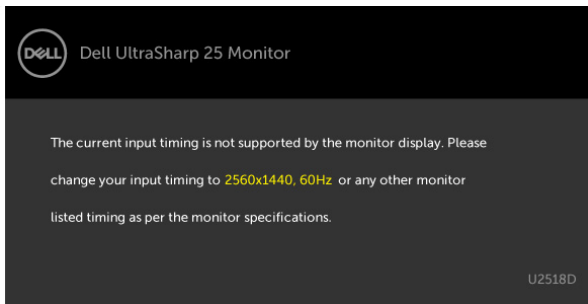 DELL
Dell UltraSharp 25 Monitor
The current input timing is not supported by the monitor display. Please
change your input timing to 2560x1440, 60Hz or any other monitor
listed timing as per the monitor specifications.
U2518D